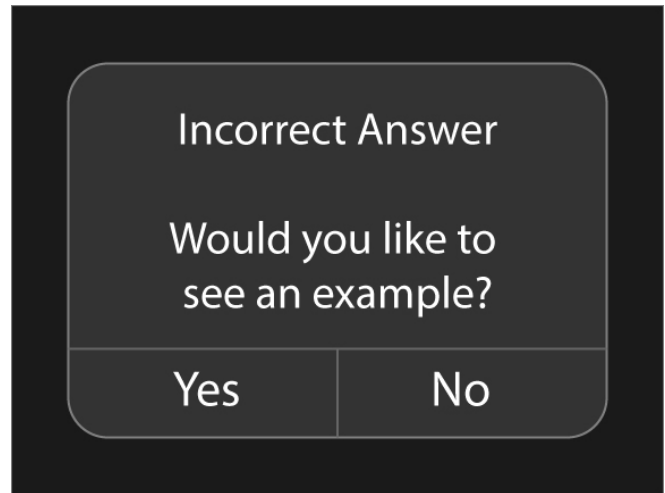 Incorrect Answer
Would you like to
see an example?
Yes
No